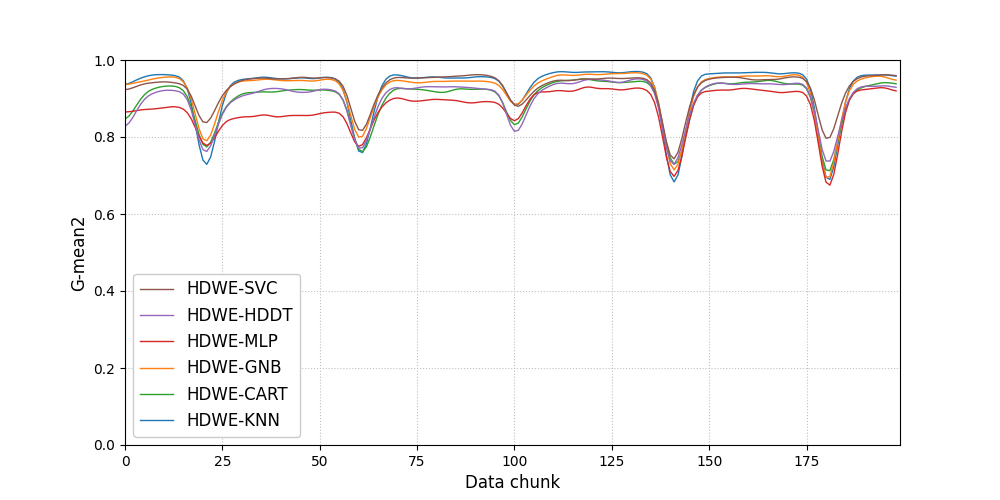 1.0
0.8
0.6
0.4
0.2
0.0
G-mean2
HDWE-SVC
HDWE-HDDT
HDWE-MLP
HDWE-GNB
HDWE-CART
HDWE-KNN
0 25 50 75 100 125 150 175
Data chunk